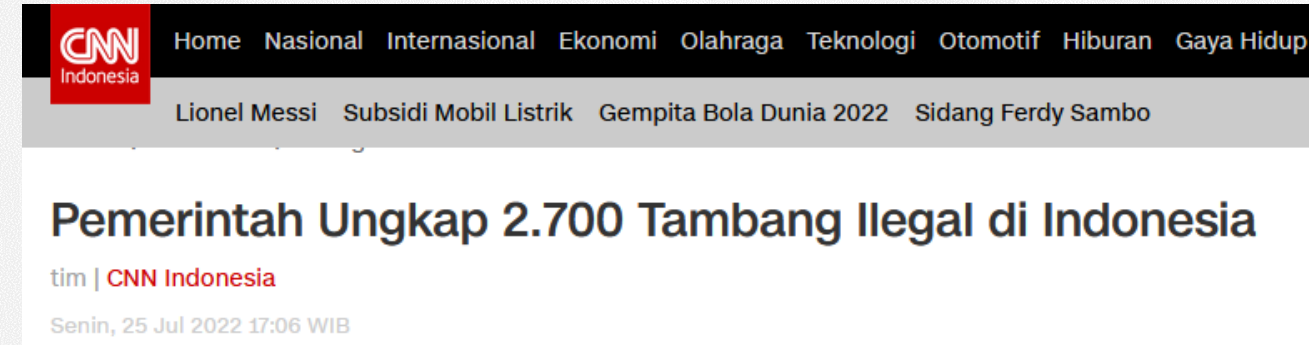 CNN
Indonesia
Home Nasional Internasional Ekonomi Olahraga Teknologi Otomotif Hiburan Gaya Hidup
Lionel Messi Subsidi Mobil Listrik Gempita Bola Dunia 2022 Sidang Ferdy Sambo
Pemerintah Ungkap 2.700 Tambang Ilegal di Indonesia
tim | CNN Indonesia
Senin, 25 Jul 2022 17:06 WIB